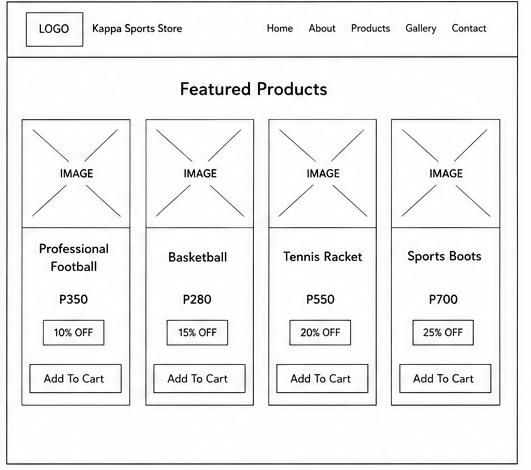 LOGO
Kappa Sports Store
Home
About
Products
Gallery
Contact
Featured Products
IMAGE
IMAGE
IMAGE
IMAGE
Professional
Football
Basketball
Tennis Racket
Sports Boots
P350
P280
P550
P700
10% OFF
15% OFF
20% OFF
25% OFF
Add To Cart
Add To Cart
Add To Cart
Add To Cart